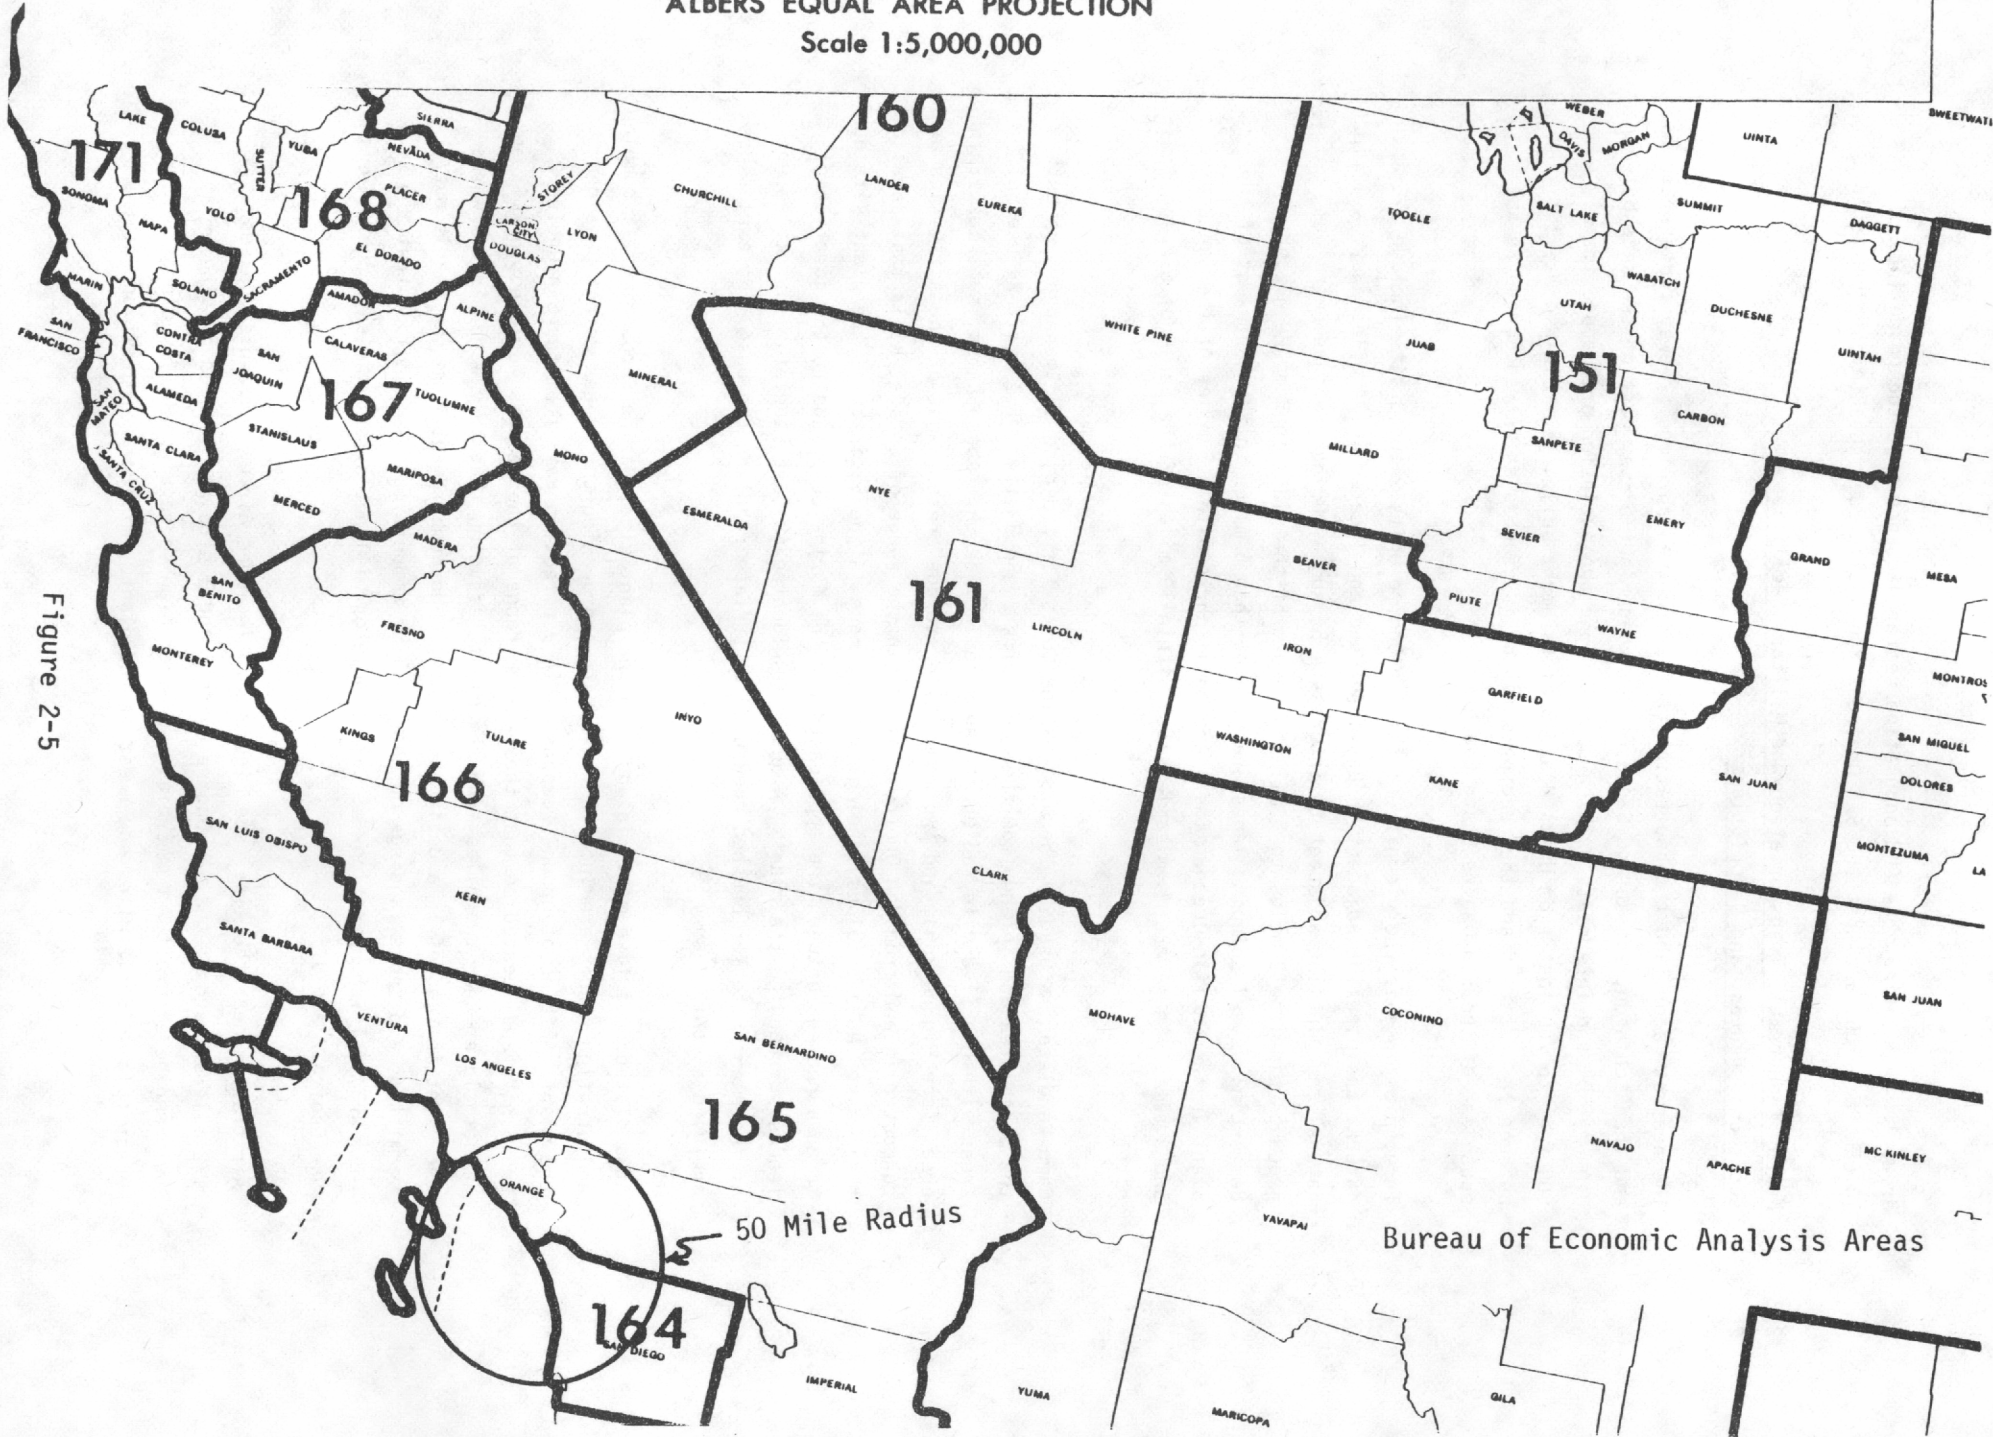 ALBERS EQUAL AREA PROJECTION
Scale 1:5,000,000
160
WEBER
SWEETWAT
LAKE
COLUSA
SIERRA
DAVIS
MORGAN
UINTA
171
SUTTER
YUBA
NEVADA
STOREY
CHURCHILL
LANDER
EUREKA
TOOELE
SALT LAKE
SUMMIT
DAGGETT
SONOMA
NAPA
YOLO
168
PLACER
CARSON
CITY
LYON
EL DORADO
DOUGLAS
MARIN
SOLANO
SACRAMENTO
WASATCH
UTAH
DUCHESNE
AMADOR
ALPINE
SAN
FRANCISCO
CONTRA
COSTA
CALAVERAS
WHITE PINE
JUAB
151
UINTAH
SAN
JOAQUIN
MINERAL
ALAMEDA
SAN
MATEO
167
TUOLUMNE
CARBON
SANTA CLARA
STANISLAUS
MONO
MILLARD
SANPETE
SANTA CRUZ
MARIPOSA
MERCED
NYE
ESMERALDA
SEVIER
EMERY
MADERA
BEAVER
GRAND
MESA
SAN
BENITO
161
PIUTE
WAYNE
Figure 2-5
FRESNO
LINCOLN
IRON
MONTEREY
GARFIELD
MONTROS
KINGS
TULARE
INYO
WASHINGTON
KANE
SAN JUAN
SAN MIGUEL
166
DOLORES
SAN LUIS OBISPO
MONTEZUMA
LA
CLARK
KERN
SANTA BARBARA
VENTURA
LOS ANGELES
SAN BERNARDINO
MOHAVE
COCONINO
SAN JUAN
165
NAVAJO
APACHE
MC KINLEY
ORANGE
50 Mile Radius
YAVAPAI
Bureau of Economic Analysis Areas
164
SAN DIEGO
IMPERIAL
YUMA
MARICOPA
GILA